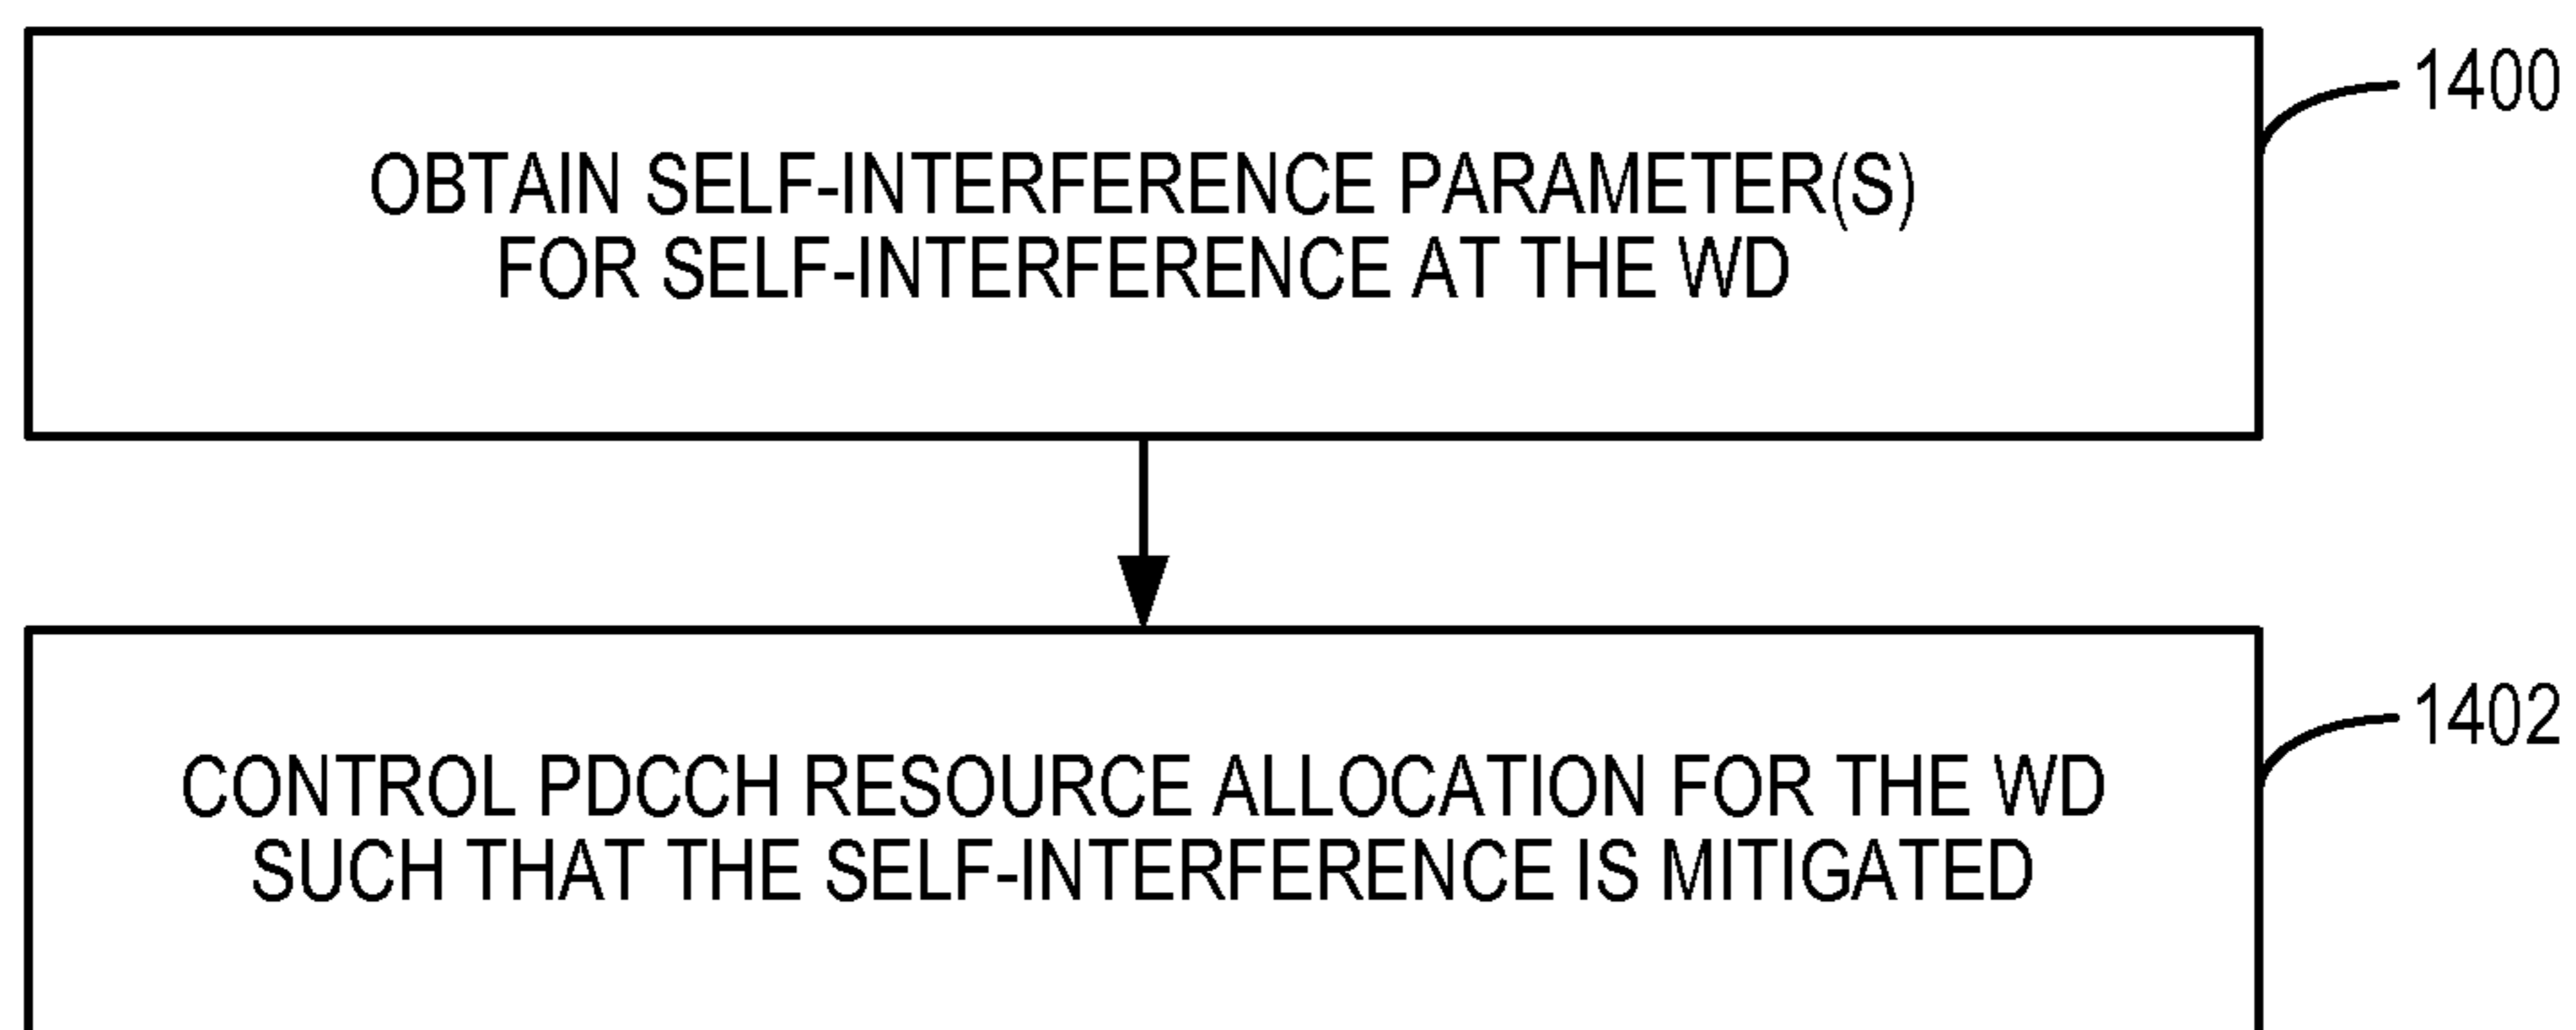 1400
OBTAIN SELF-INTERFERENCE PARAMETER(S)
FOR SELF-INTERFERENCE AT THE WD
1402
CONTROL PDCCH RESOURCE ALLOCATION FOR THE WD
SUCH THAT THE SELF-INTERFERENCE IS MITIGATED